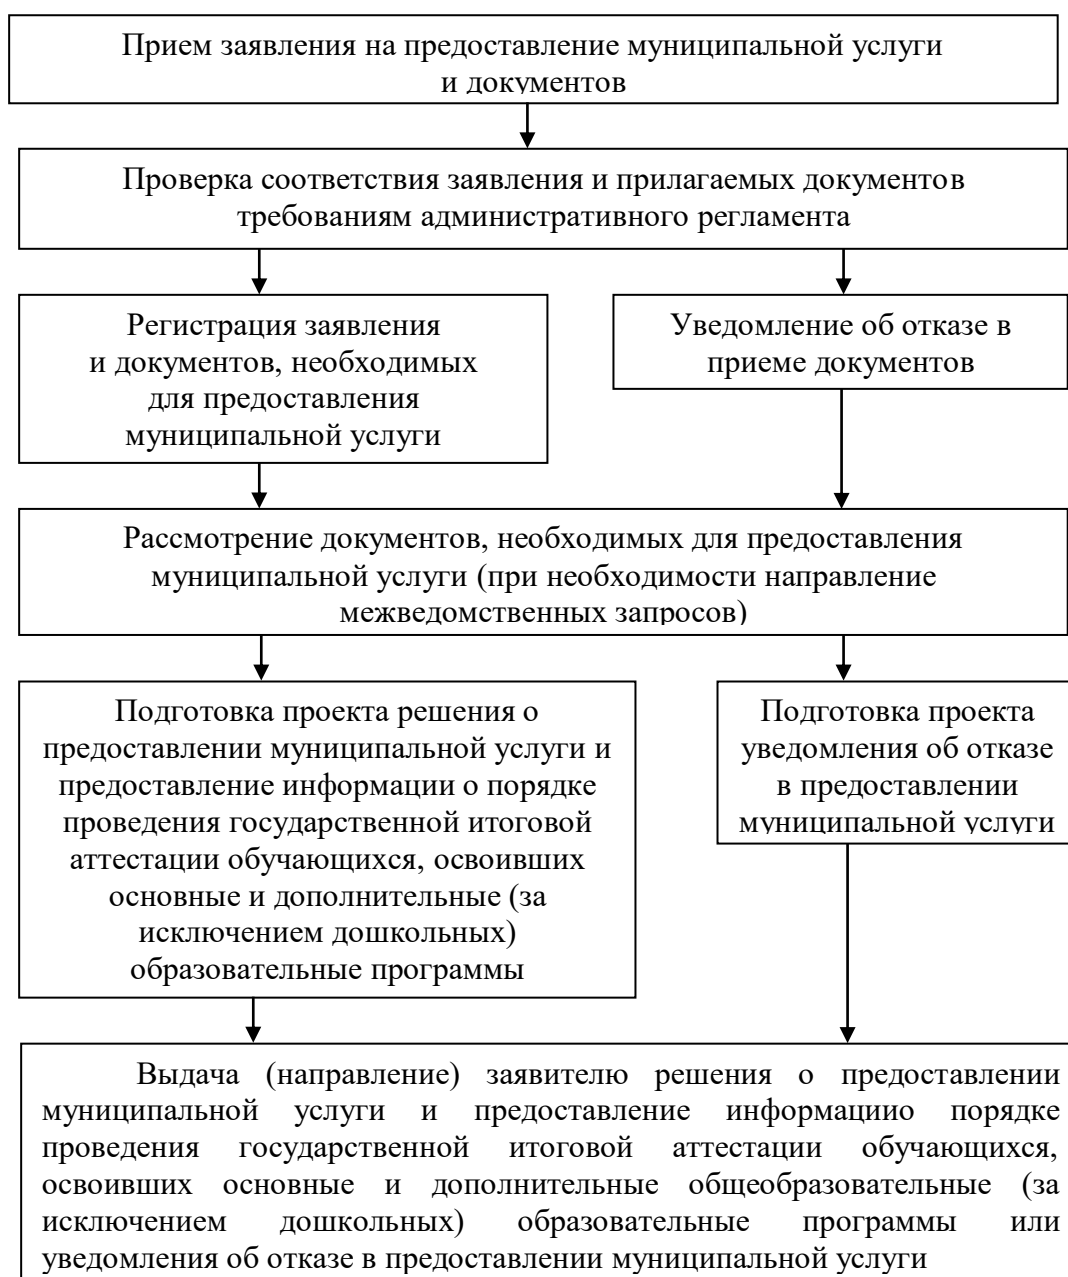 Прием заявления на предоставление муниципальной услуги
и документов
Проверка соответствия заявления и прилагаемых документов
требованиям административного регламента
Регистрация заявления
и документов, необходимых
для предоставления
муниципальной услуги
Уведомление об отказе в
приеме документов
Рассмотрение документов, необходимых для предоставления
муниципальной услуги (при необходимости направление
межведомственных запросов)
Подготовка проекта решения о
предоставлении муниципальной услуги и
предоставление информации о порядке
проведения государственной итоговой
аттестации обучающихся, освоивших
основные и дополнительные (за
исключением дошкольных)
образовательные программы
Подготовка проекта
уведомления об отказе
в предоставлении
муниципальной услуги
Выдача (направление) заявителю решения о предоставлении
муниципальной услуги и предоставление информациио порядке
проведения государственной итоговой аттестации обучающихся,
освоивших основные и дополнительные общеобразовательные (за
исключением дошкольных) образовательные программы или
уведомления об отказе в предоставлении муниципальной услуги